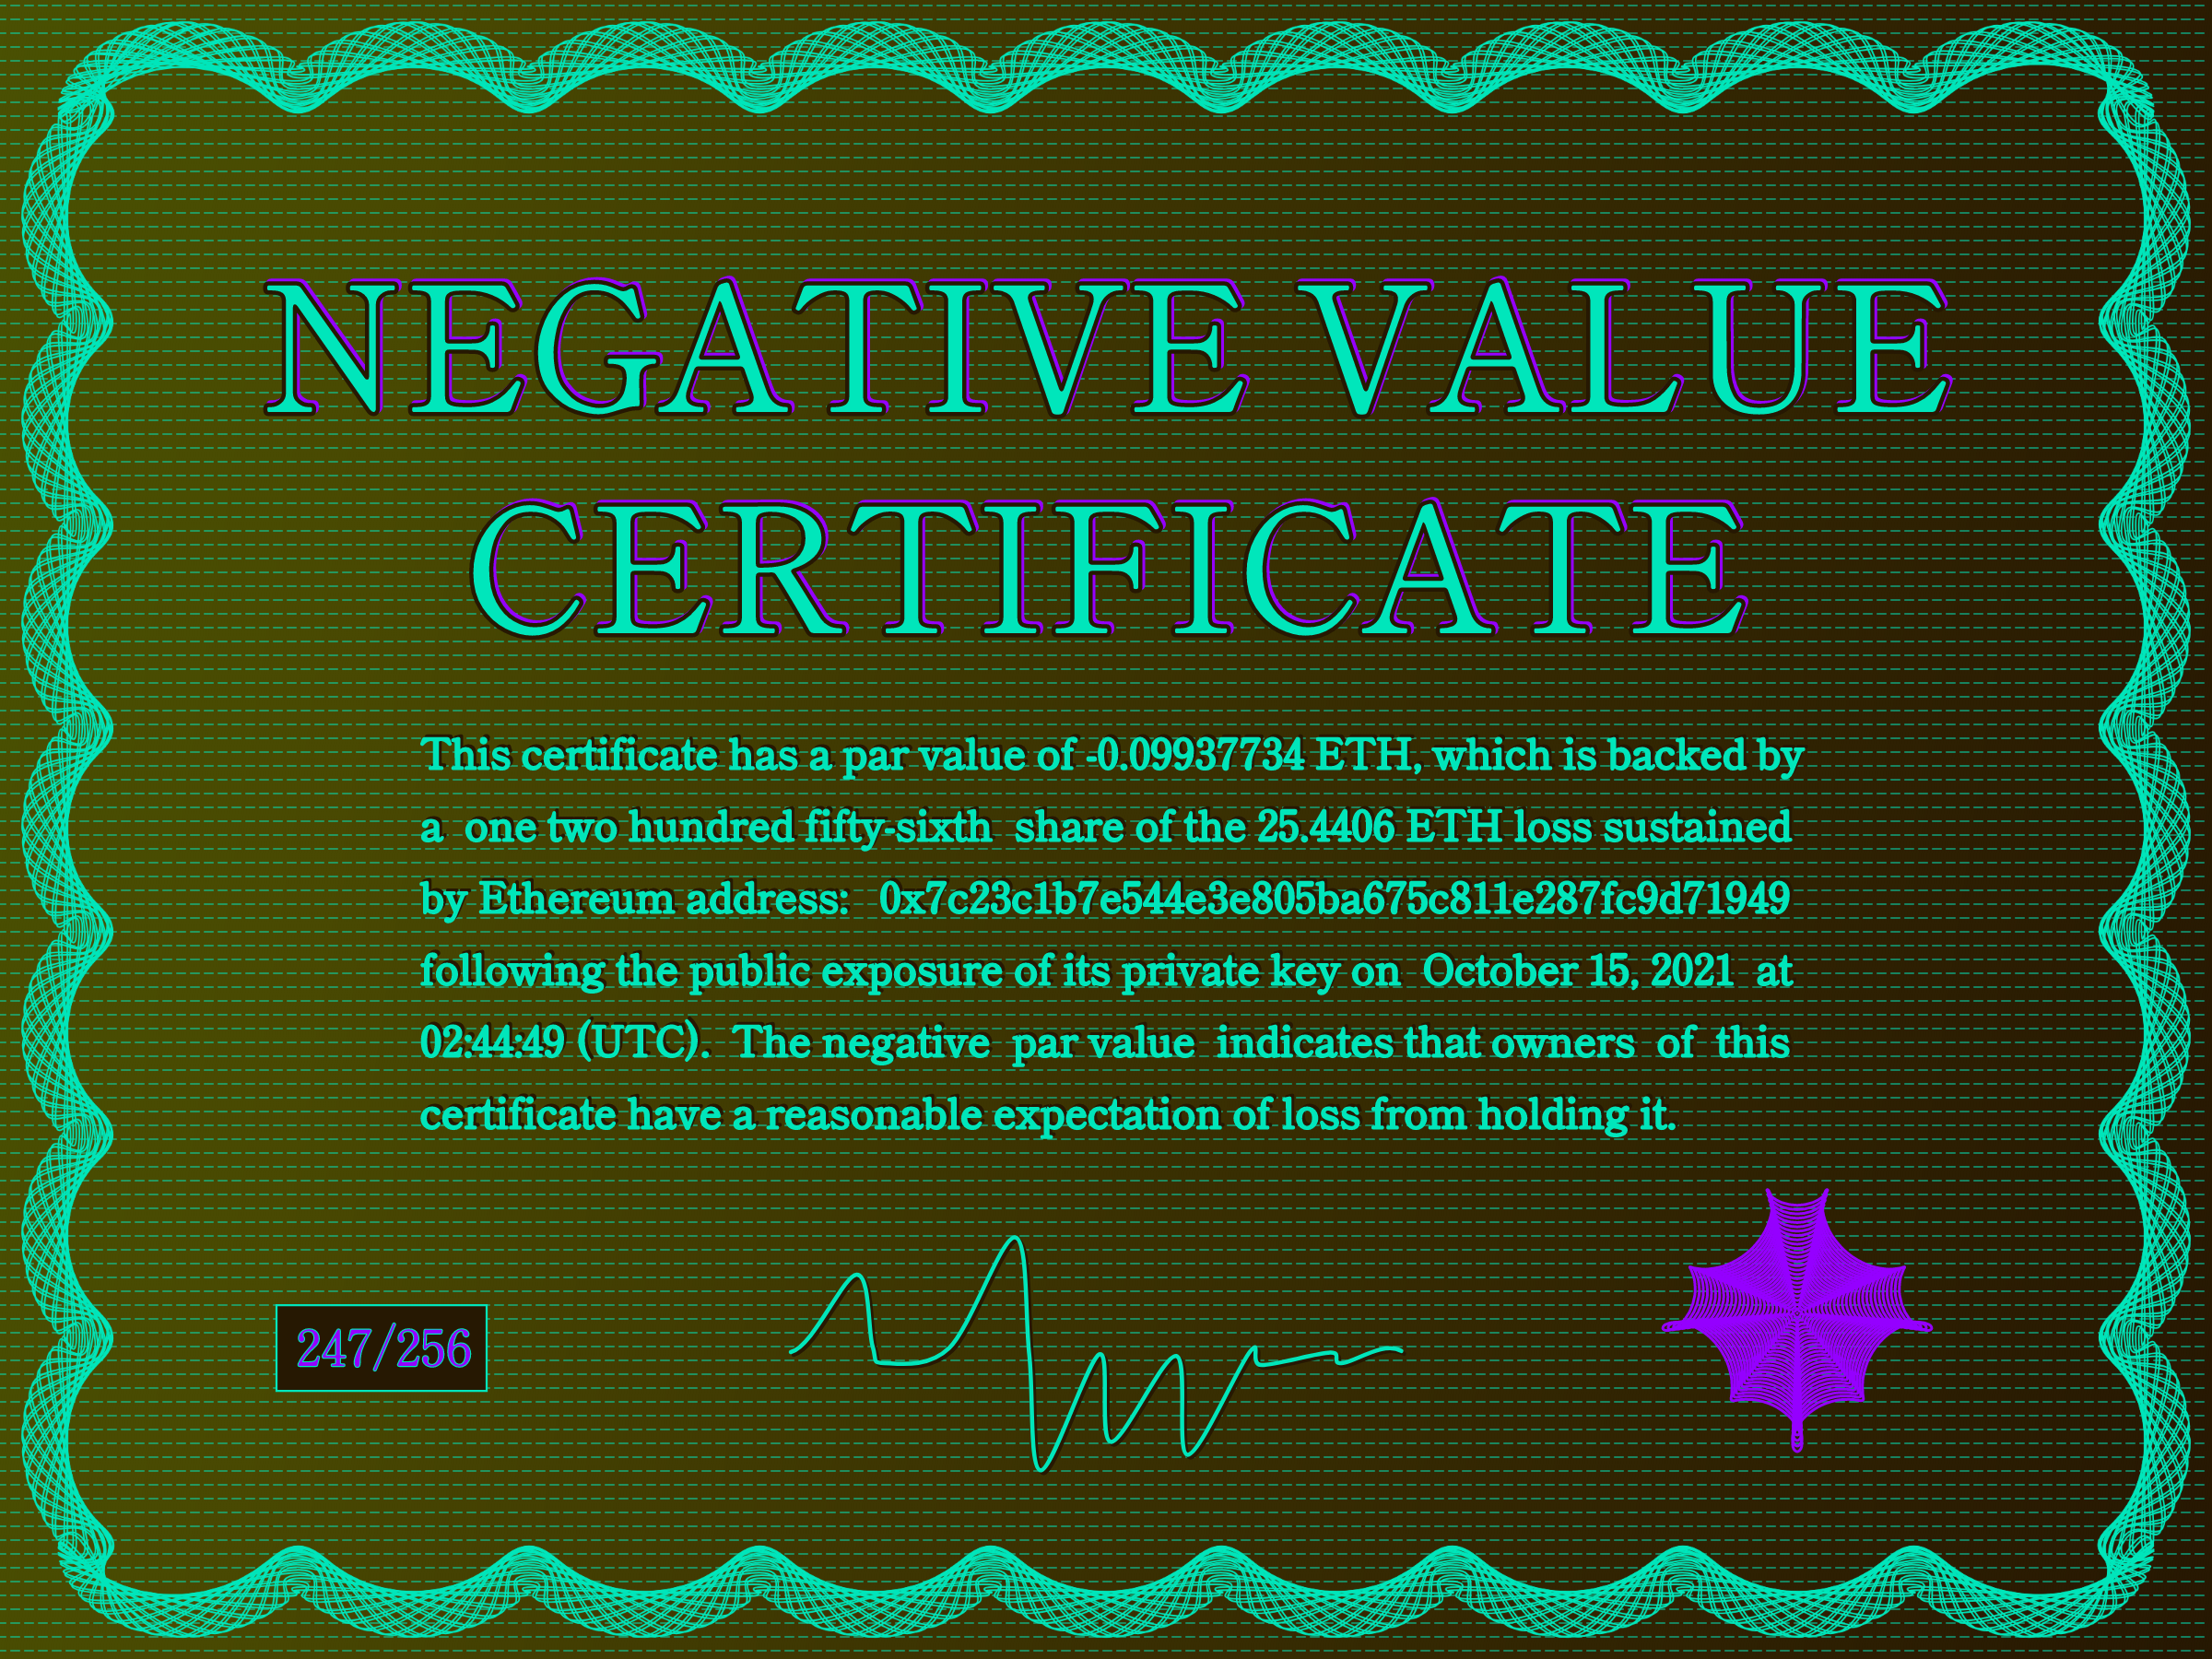 NEGATIVE VALUE
CERTIFICATE
This certificate has a par value of -0.09937734 ETH, which is backed by
a one two hundred fifty-sixth share of the 25.4406 ETH loss sustained
by Ethereum address: 0x7c23c1b7e544e3e805ba675c811e287fc9d71949
following the public exposure of its private key on October 15, 2021 at
02:44:49 (UTC). The negative par value indicates that owners of this
certificate have a reasonable expectation of loss from holding it.
247/256